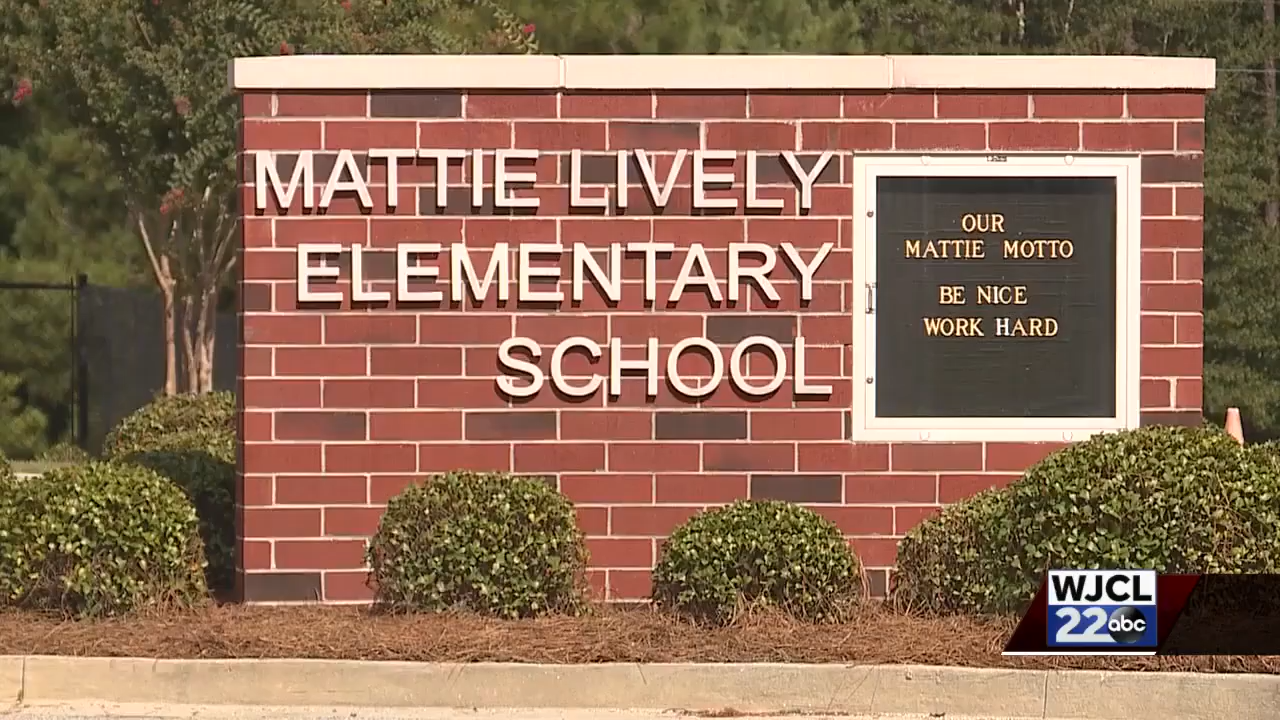 MATTIE LIVELY
ELEMENTARY
SCHOOL
OUR
MATTIE MOTTO
BE NICE
WORK HARD
WJCL
22 abc